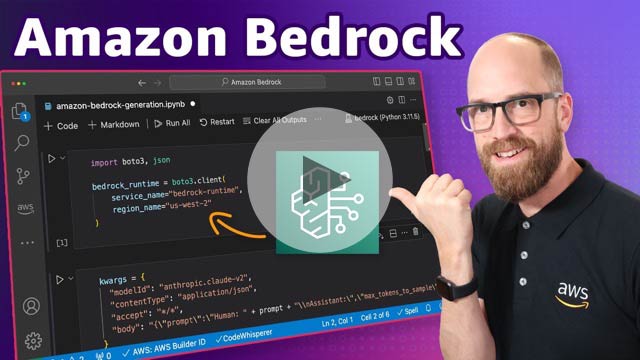 Amazon Bedrock
Amazon Bedrock
amazon-bedrock-generation.ipynb
+ Code + Markdown Run All Restart Clear All Outputs ... bedrock (Python 3.11.5)
import boto3, json
bedrock_runtime = boto3.client(
service_name="bedrock-runtime",
region_name="us-west-2"
)
[1]
kwargs = {
"modelId": "anthropic.claude-v2",
"contentType": "application/json",
"accept": "*/*",
"body": "{\"prompt\":\"Human: " + prompt + "\\nAssistant:\",\"max_tokens_to_sample\
}
0 AWS: AWS Builder ID ✓CodeWhisperer Ln 2, Col 1 Cell 2 of 6 ✓ Spell
aws
1
aws